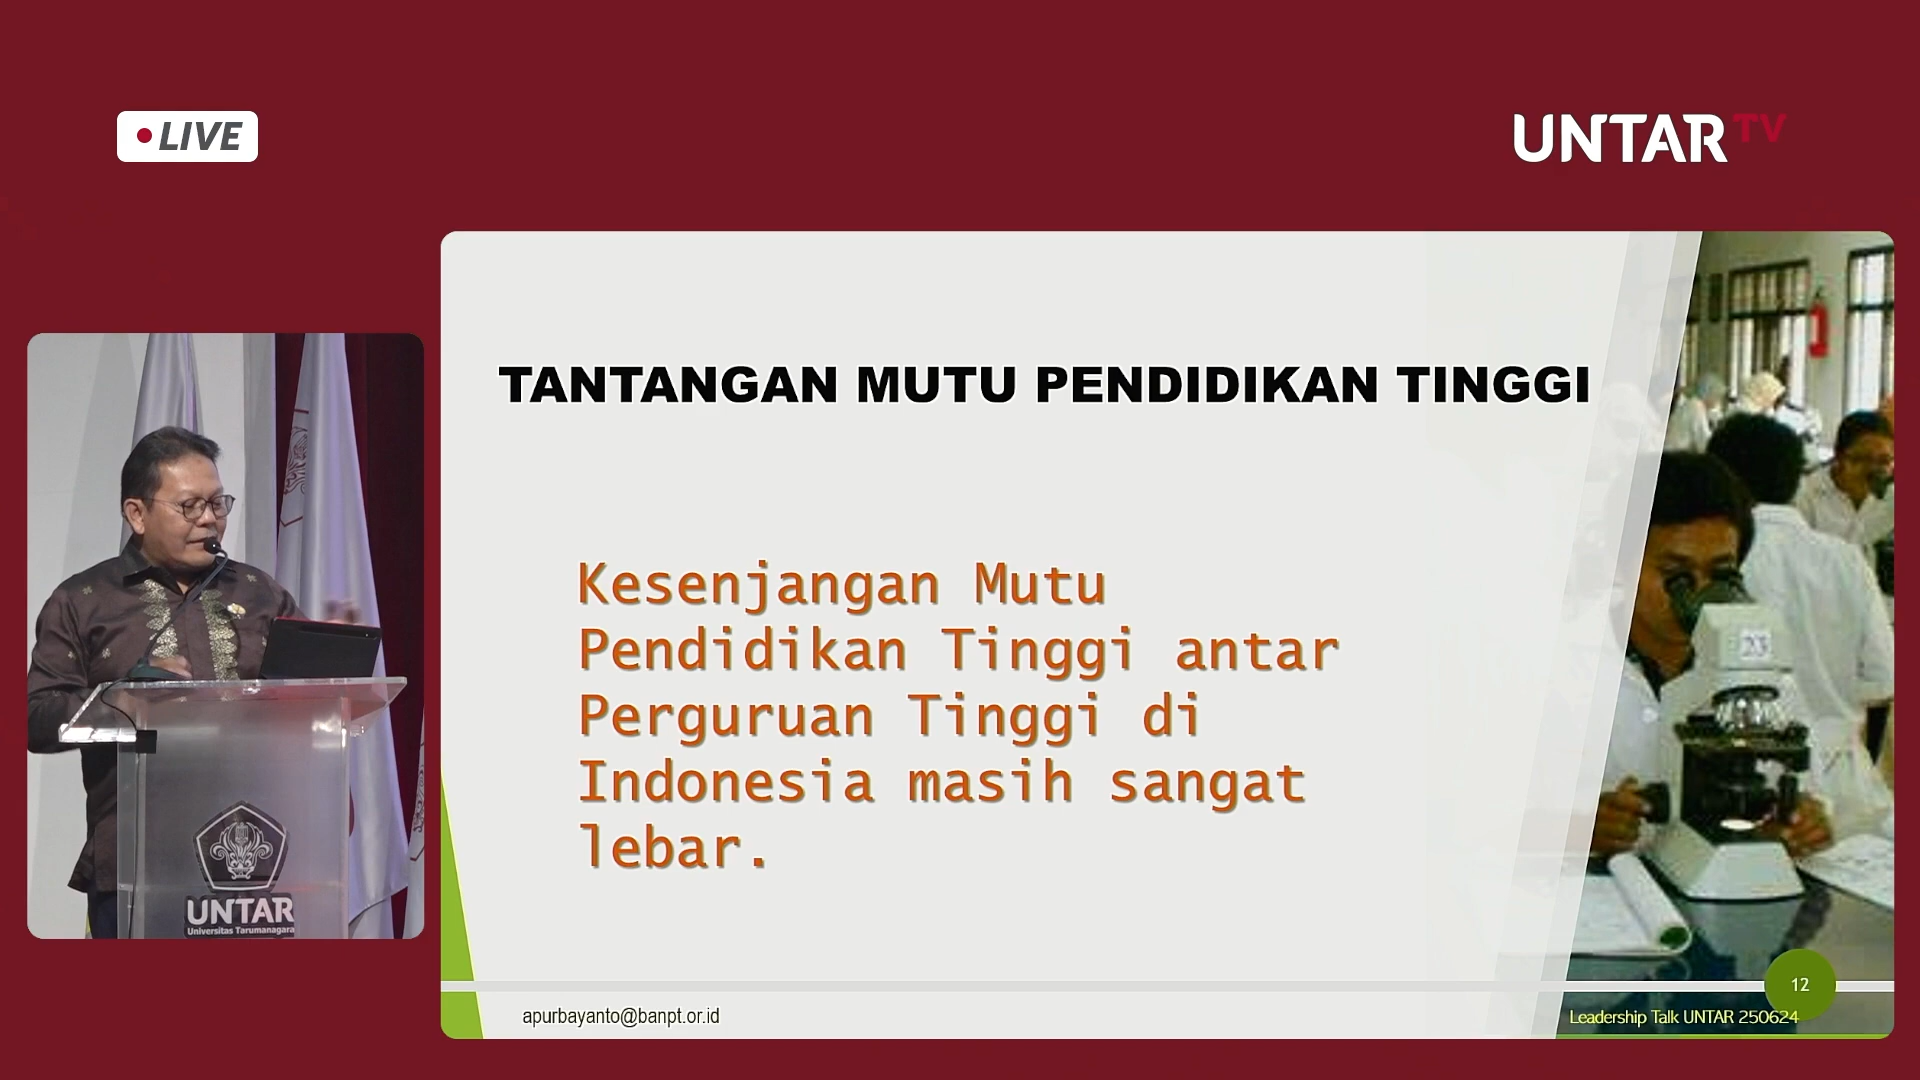 LIVE
UNTAR TV
TANTANGAN MUTU PENDIDIKAN TINGGI
Kesenjangan Mutu
Pendidikan Tinggi antar
Perguruan Tinggi di
Indonesia masih sangat
lebar.
23
12
apurbayanto@banpt.or.id
Leadership Talk UNTAR 250624
UNTAR
Universitas Tarumanagara